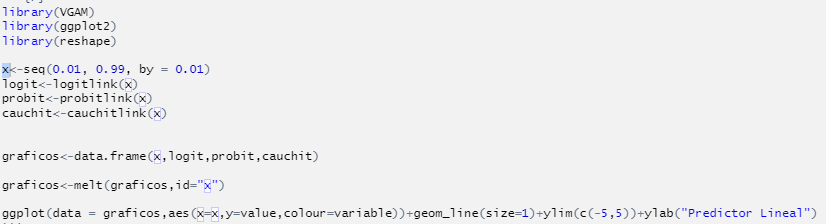 library(VGAM)
library(ggplot2)
library(reshape)
x<-seq(0.01, 0.99, by = 0.01)
logit<-logitlink(x)
probit<-probitlink(x)
cauchit<-cauchitlink(x)
graficos<-data.frame(x,logit,probit,cauchit)
graficos<-melt(graficos,id="x")
ggplot(data = graficos,aes(x=x,y=value,colour=variable))+geom_line(size=1)+ylim(c(-5,5))+ylab("Predictor Lineal")